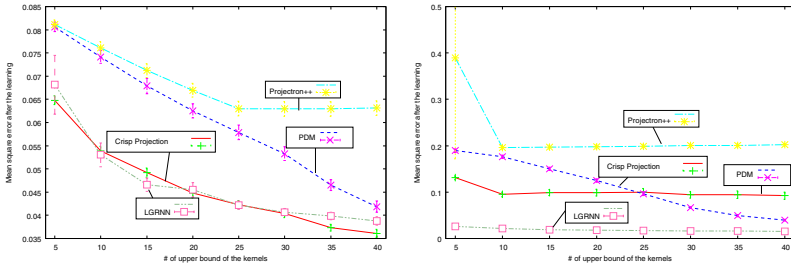 0.085
0.08
0.075
0.07
0.065
0.06
0.055
0.05
0.045
0.04
0.035
Mean square error after the learning
Projectron++
Crisp Projection
PDM
LGRNN
5 10 15 20 25 30 35 40
# of upper bound of the kernels
0.5
0.4
0.3
0.2
0.1
0
Mean square error after the learning
Projectron++
Crisp Projection
PDM
LGRNN
5 10 15 20 25 30 35 40
# of upper bound of the kernels